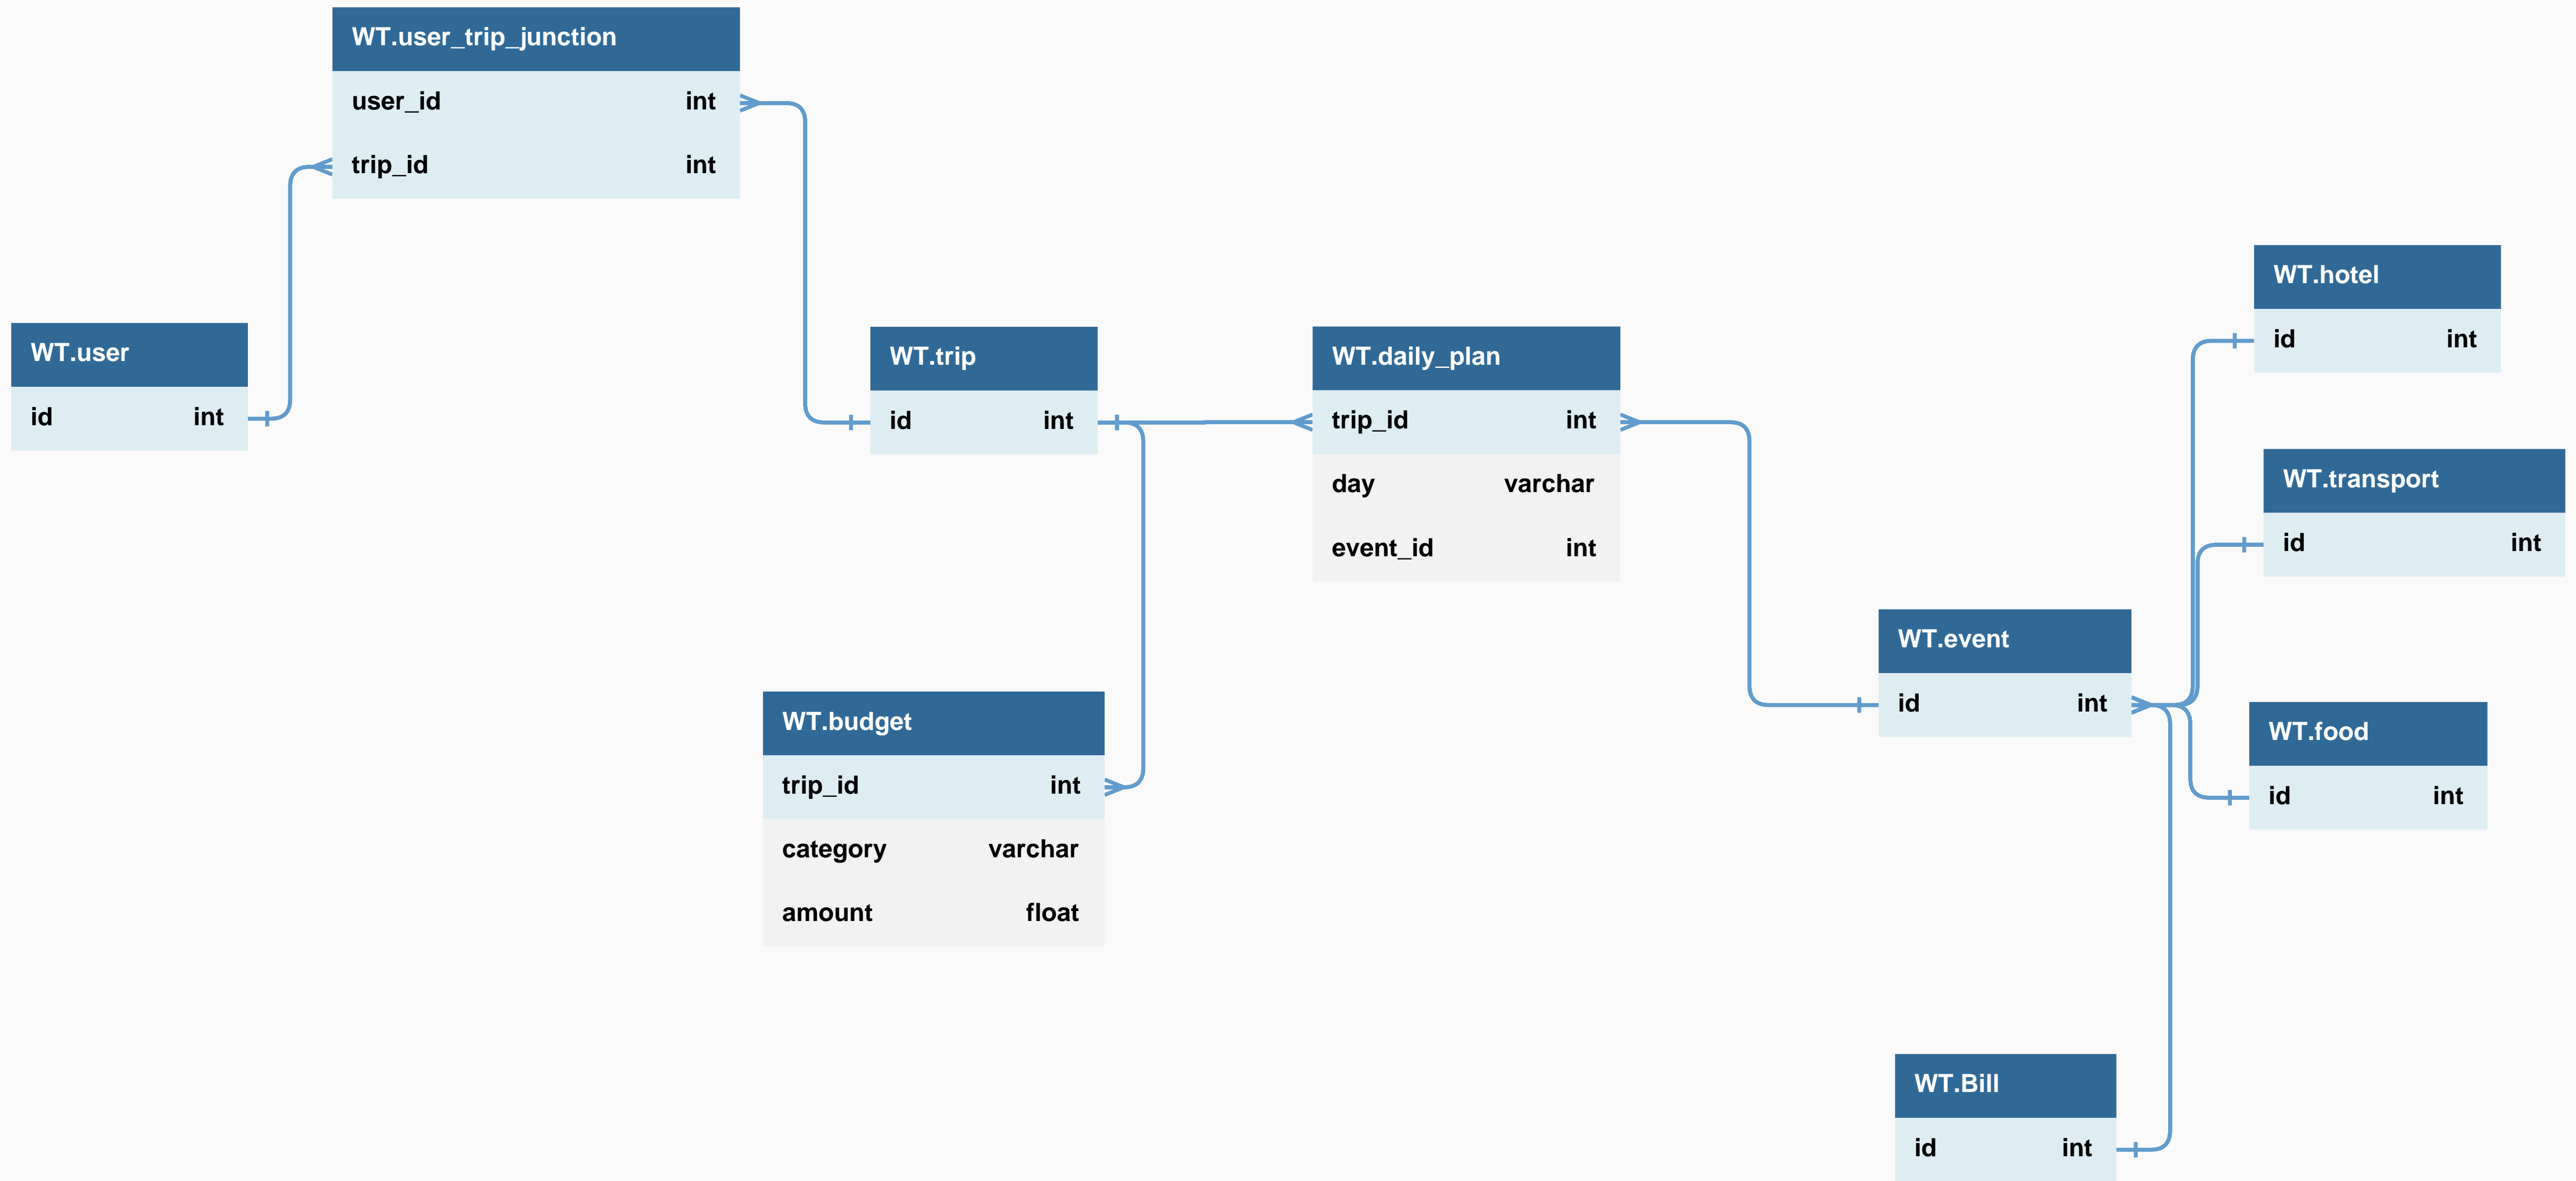 WT.user_trip_junction
user_id int
trip_id int
WT.user
id int
WT.trip
id int
WT.daily_plan
trip_id int
day varchar
event_id int
WT.budget
trip_id int
category varchar
amount float
WT.event
id int
WT.hotel
id int
WT.transport
id int
WT.food
id int
WT.Bill
id int